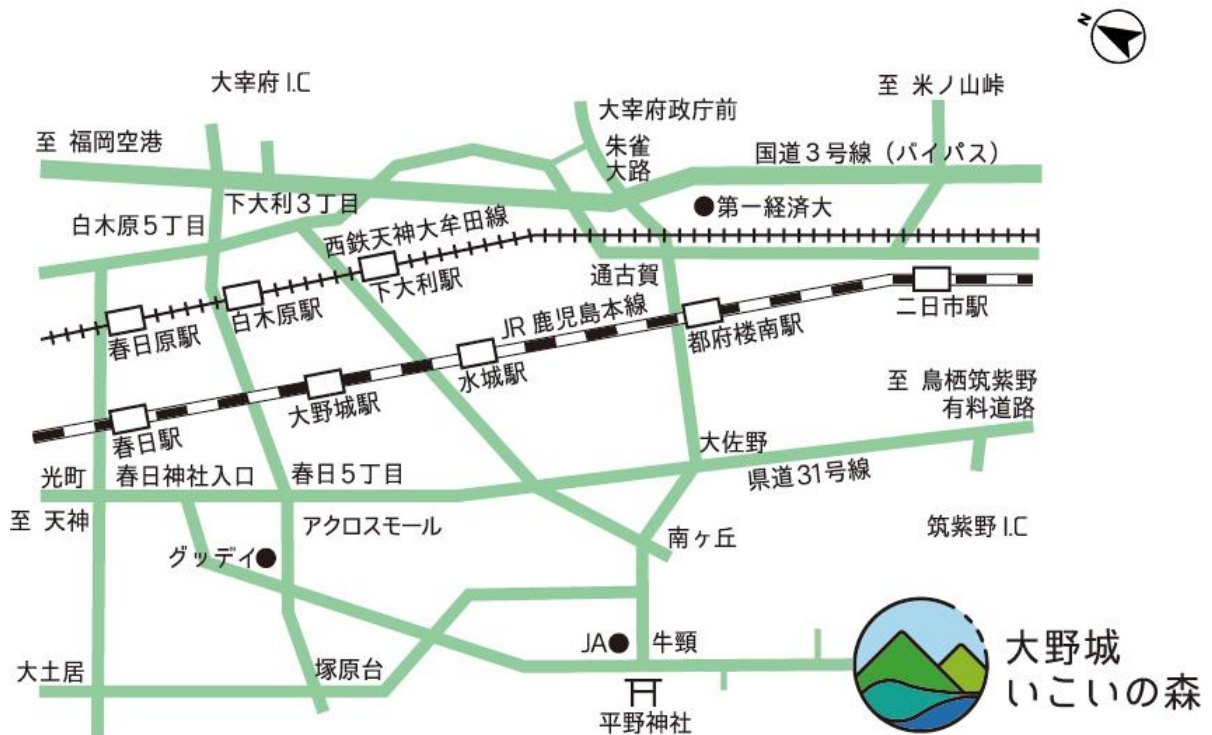 N
大宰府 I.C
至 米ノ山峠
大宰府政庁前
至 福岡空港
朱雀
大路
国道3号線（バイパス）
下大利3丁目
白木原5丁目
西鉄天神大牟田線
第一経済大
下大利駅
通古賀
白木原駅
春日原駅
JR 鹿児島本線
都府楼南駅
二日市駅
水城駅
大野城駅
春日駅
至 鳥栖筑紫野
有料道路
大佐野
県道31号線
光町
春日神社入口
春日5丁目
至 天神
アクロスモール
筑紫野 I.C
南ヶ丘
グッデイ
JA
牛頸
大土居
塚原台
平野神社
大野城
いこいの森